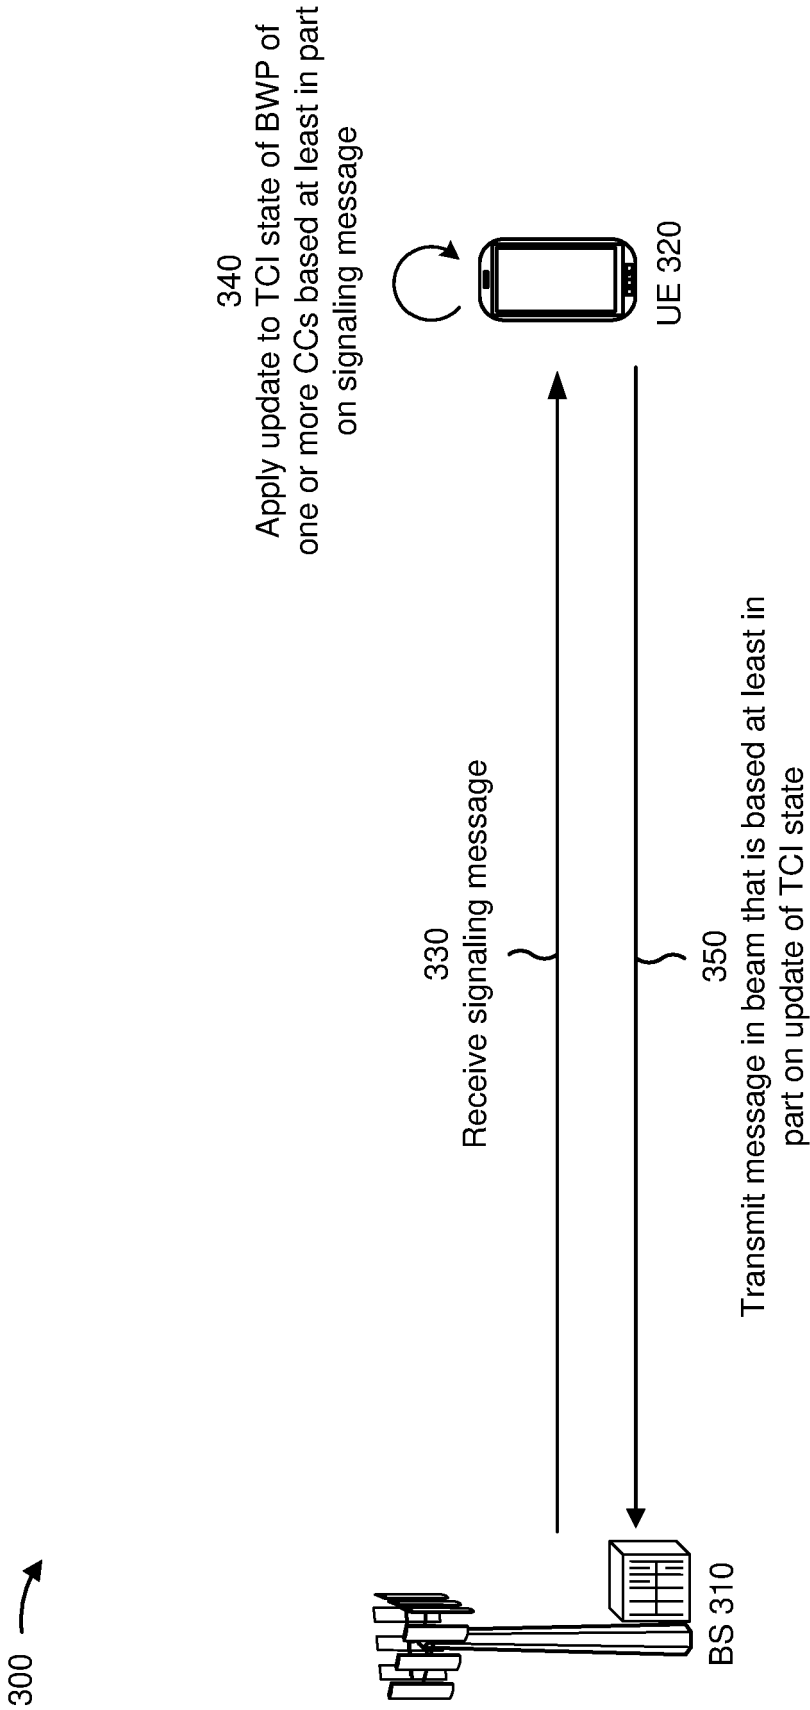 300
340
Apply update to TCI state of BWP of
one or more CCs based at least in part
on signaling message
330
Receive signaling message
BS 310
UE 320
350
Transmit message in beam that is based at least in
part on update of TCI state